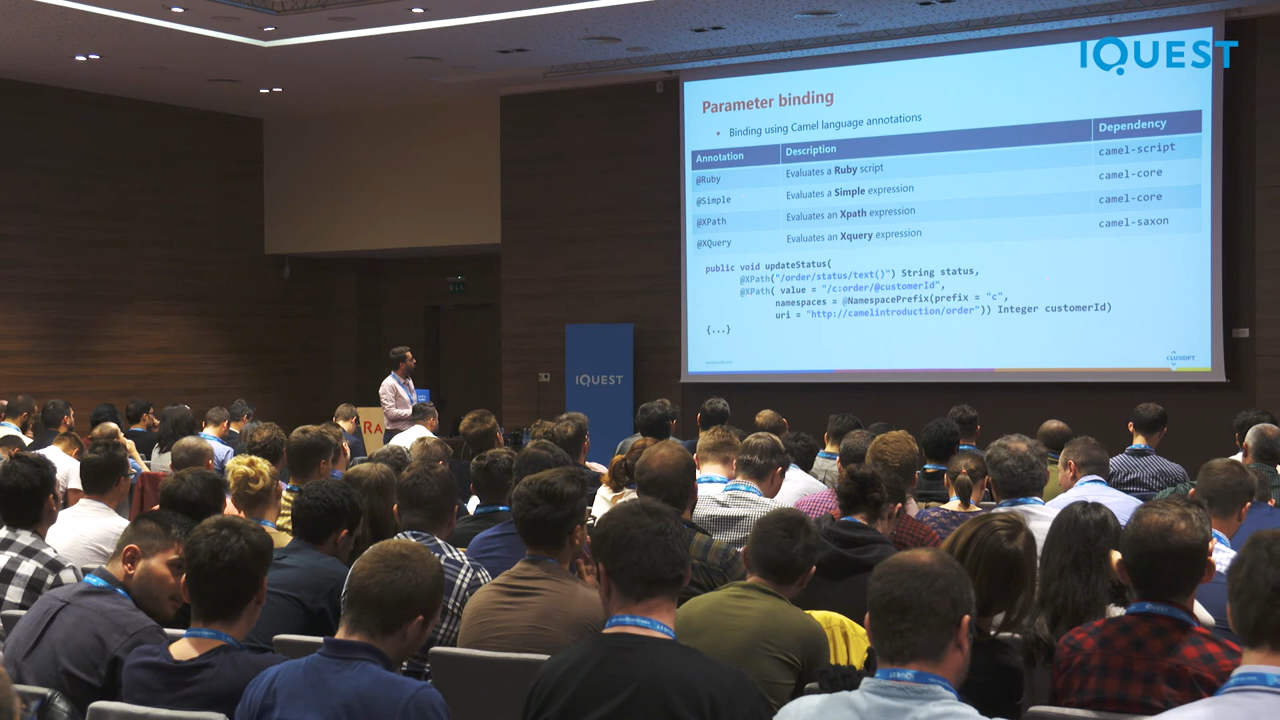 IQUEST
Parameter binding
• Binding using Camel language annotations
Annotation Description Dependency
@Ruby Evaluates a Ruby script camel-script
@Simple Evaluates a Simple expression camel-core
@XPath Evaluates an Xpath expression camel-core
@XQuery Evaluates an Xquery expression camel-saxon
public void updateStatus(
@XPath("/order/status/text()") String status,
@XPath( value = "/c:order/@customerId",
namespaces = @NamespacePrefix(prefix = "c",
uri = "http://camelintroduction/order")) Integer customerId)
{...}
LUXOFT
IQUEST
RA